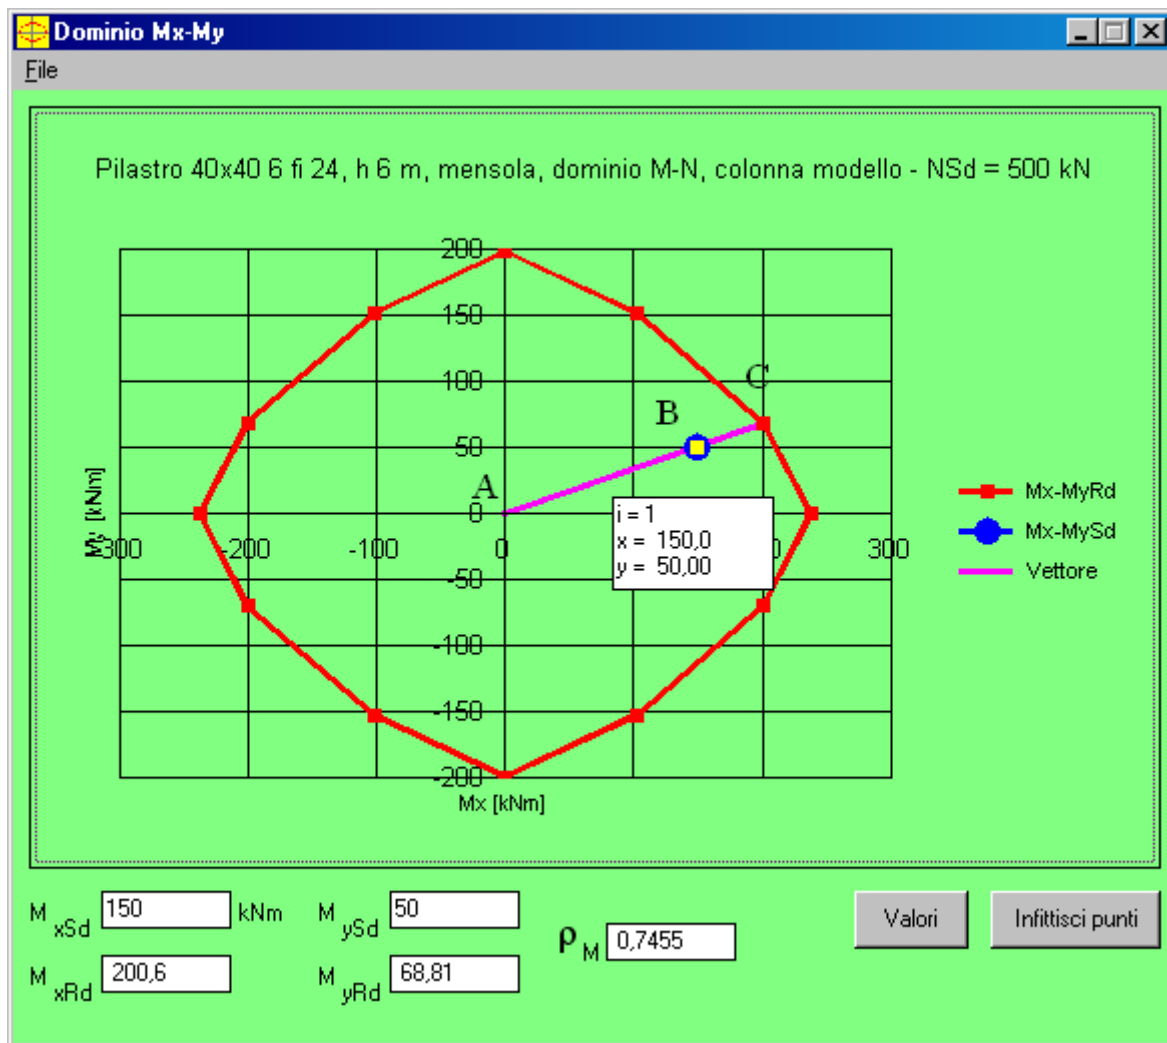 Dominio Mx-My
File
Pilastro 40x40 6 fi 24, h 6 m, mensola, dominio M-N, colonna modello - NSd = 500 kN
200
150
100
50
0
-50
-100
-150
-200
My [kNm]
-300
-200
-100
0
300
Mx [kNm]
A
B
C
i = 1
x = 150,0
y = 50,00
Mx-MyRd
Mx-MySd
Vettore
M xSd 150 kNm M ySd 50
M xRd 200,6 M yRd 68,81
ρ M 0,7455
Valori
Infittisci punti